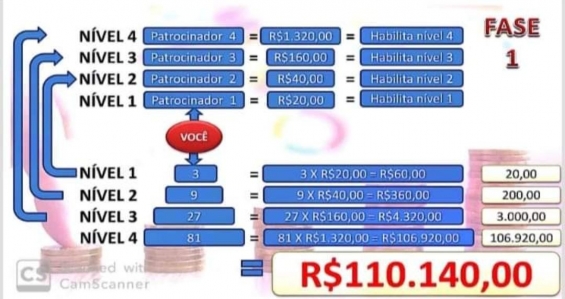 NÍVEL 4 Patrocinador 4 = R$1.320,00 = Habilita nível 4
NÍVEL 3 Patrocinador 3 = R$160,00 = Habilita nível 3
NÍVEL 2 Patrocinador 2 = R$40,00 = Habilita nível 2
NÍVEL 1 Patrocinador 1 = R$20,00 = Habilita nível 1
FASE
1
VOCÊ
NÍVEL 1 3 = 3 X R$20,00 = R$60,00 20,00
NÍVEL 2 9 = 9 X R$40,00 = R$360,00 200,00
NÍVEL 3 27 = 27 X R$160,00 = R$4.320,00 3.000,00
NÍVEL 4 81 = 81 X R$1.320,00 = R$106.920,00 106.920,00
= R$110.140,00
CS
CamScanner